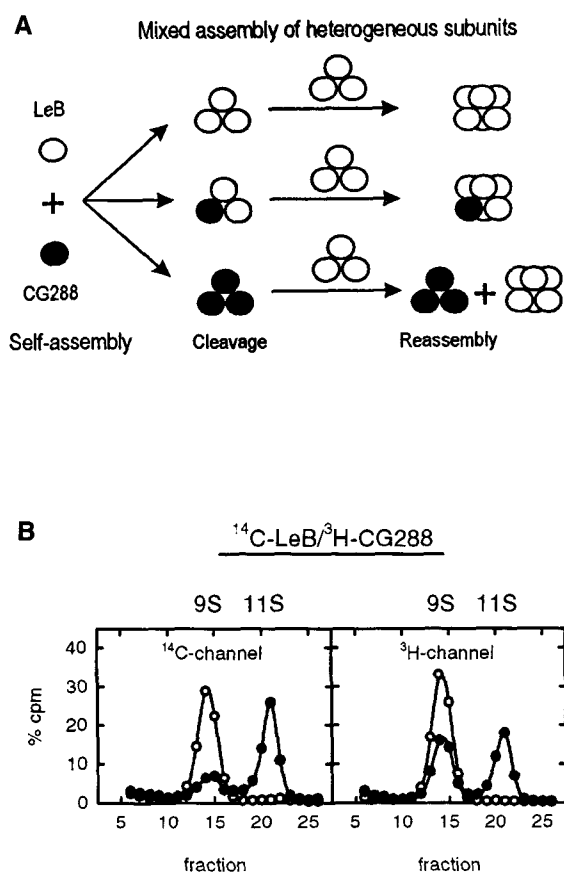 A
Mixed assembly of heterogeneous subunits
LeB
+
CG288
+
Self-assembly
Cleavage
Reassembly
B
¹⁴C-LeB/³H-CG288
9S 11S 9S 11S
¹⁴C-channel ³H-channel
% cpm
40
30
20
10
0
5 10 15 20 25 5 10 15 20 25
fraction fraction